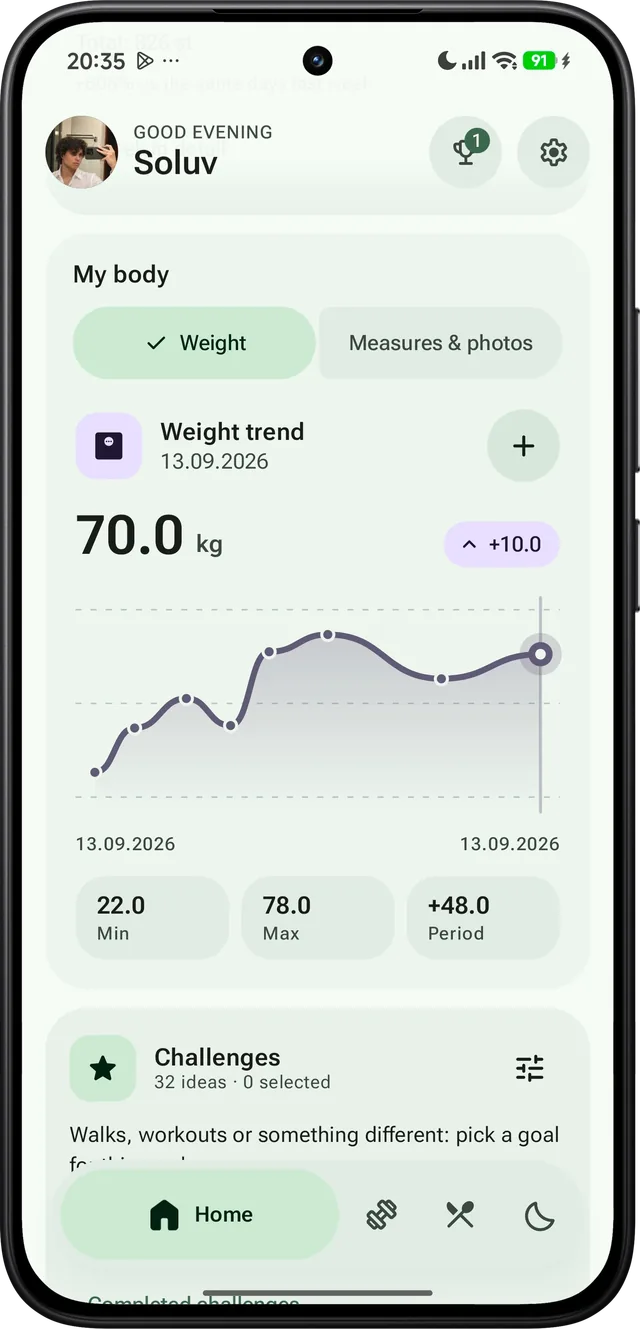 20:35 ··· 91
GOOD EVENING
Soluv
1
My body
Weight
Measures & photos
Weight trend
13.09.2026
70.0 kg
+10.0
13.09.2026
13.09.2026
22.0
Min
78.0
Max
+48.0
Period
Challenges
32 ideas · 0 selected
Walks, workouts or something different: pick a goal
Home
Completed challenges